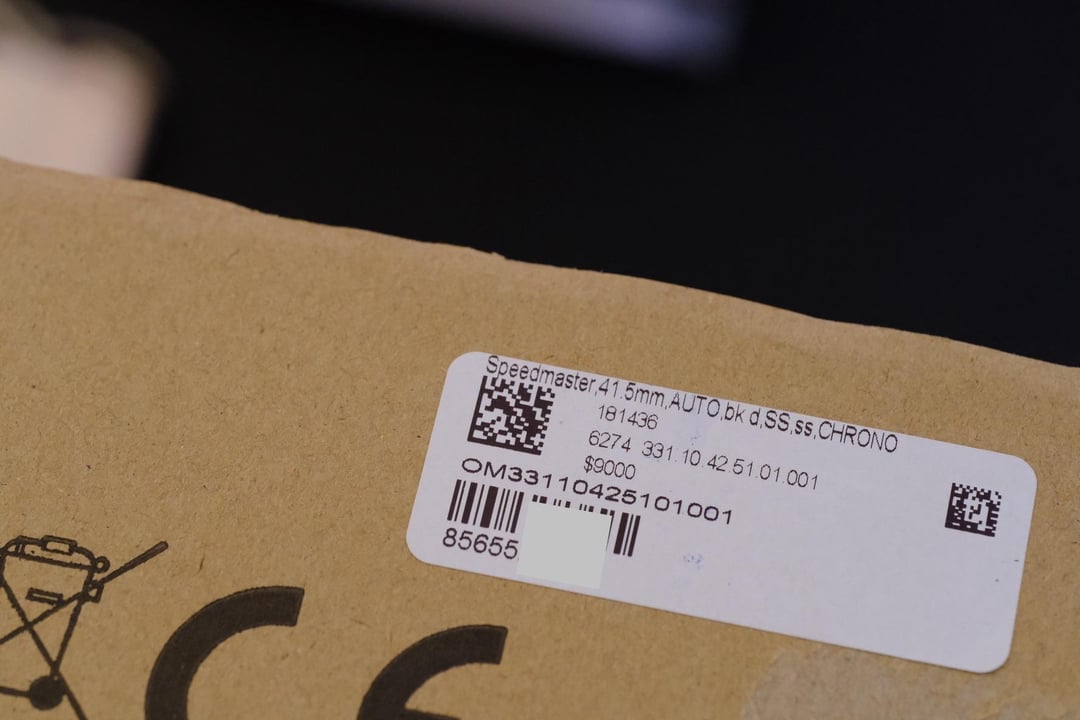 Speedmaster,41.5mm,AUTO,bk d,SS,ss,CHRONO
181436
6274 331.10.42.51.01.001
$9000
OM33110425101001
85655
CE